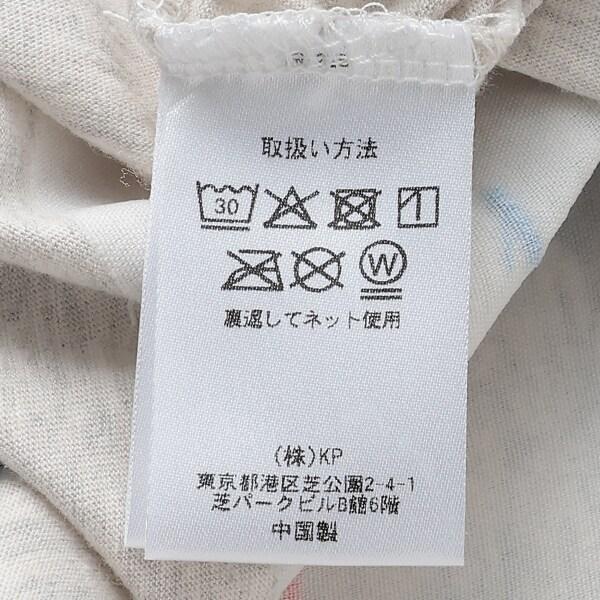 取扱い方法
30
W
裏返してネット使用
(株)KP
東京都港区芝公園2-4-1
芝パークビルB館6階
中国製